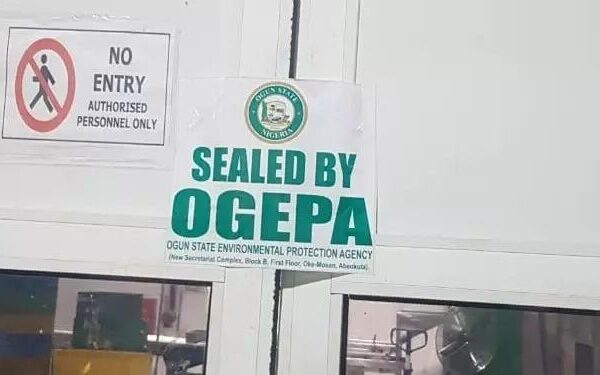 NO
ENTRY
AUTHORISED
PERSONNEL ONLY
OGUN STATE
NIGERIA
SEALED BY
OGEPA
OGUN STATE ENVIRONMENTAL PROTECTION AGENCY
(New Secretariat Complex, Block B, First Floor, Oke-Mosan, Abeokuta).